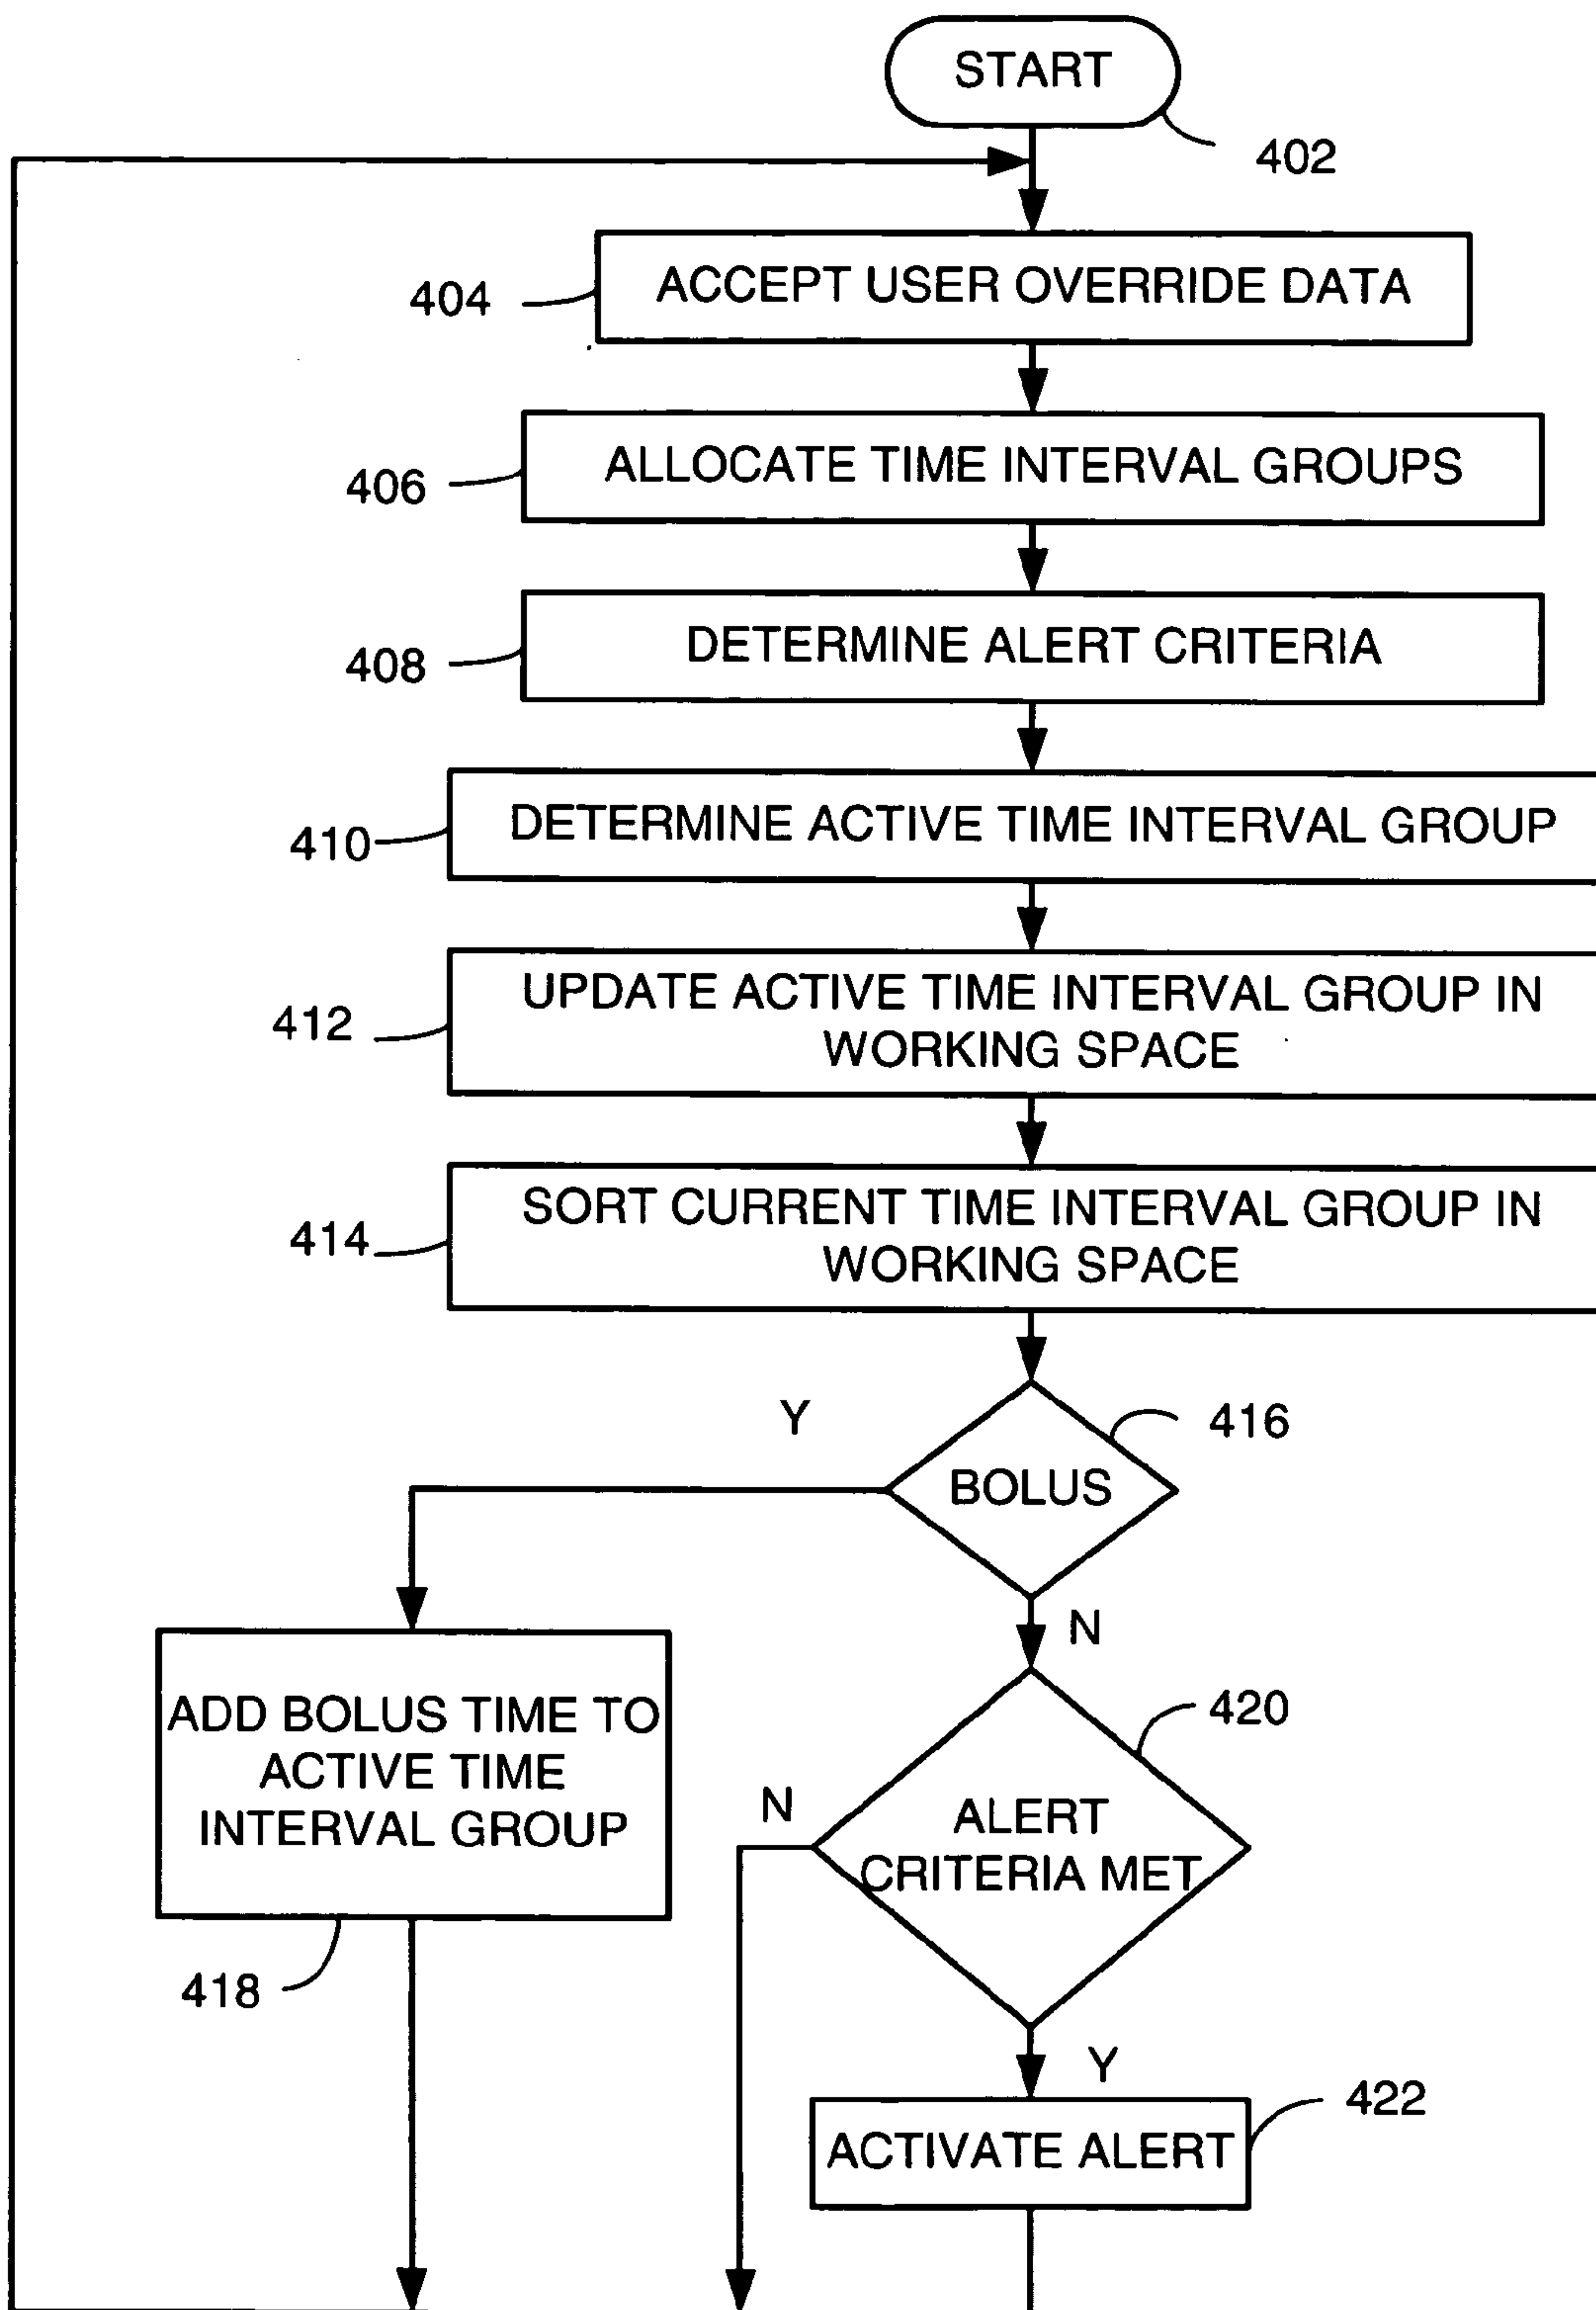 START
402
ACCEPT USER OVERRIDE DATA
404
ALLOCATE TIME INTERVAL GROUPS
406
DETERMINE ALERT CRITERIA
408
DETERMINE ACTIVE TIME INTERVAL GROUP
410
UPDATE ACTIVE TIME INTERVAL GROUP IN
WORKING SPACE
412
SORT CURRENT TIME INTERVAL GROUP IN
WORKING SPACE
414
Y
416
BOLUS
N
ADD BOLUS TIME TO
ACTIVE TIME
INTERVAL GROUP
418
420
N
ALERT
CRITERIA MET
Y
422
ACTIVATE ALERT